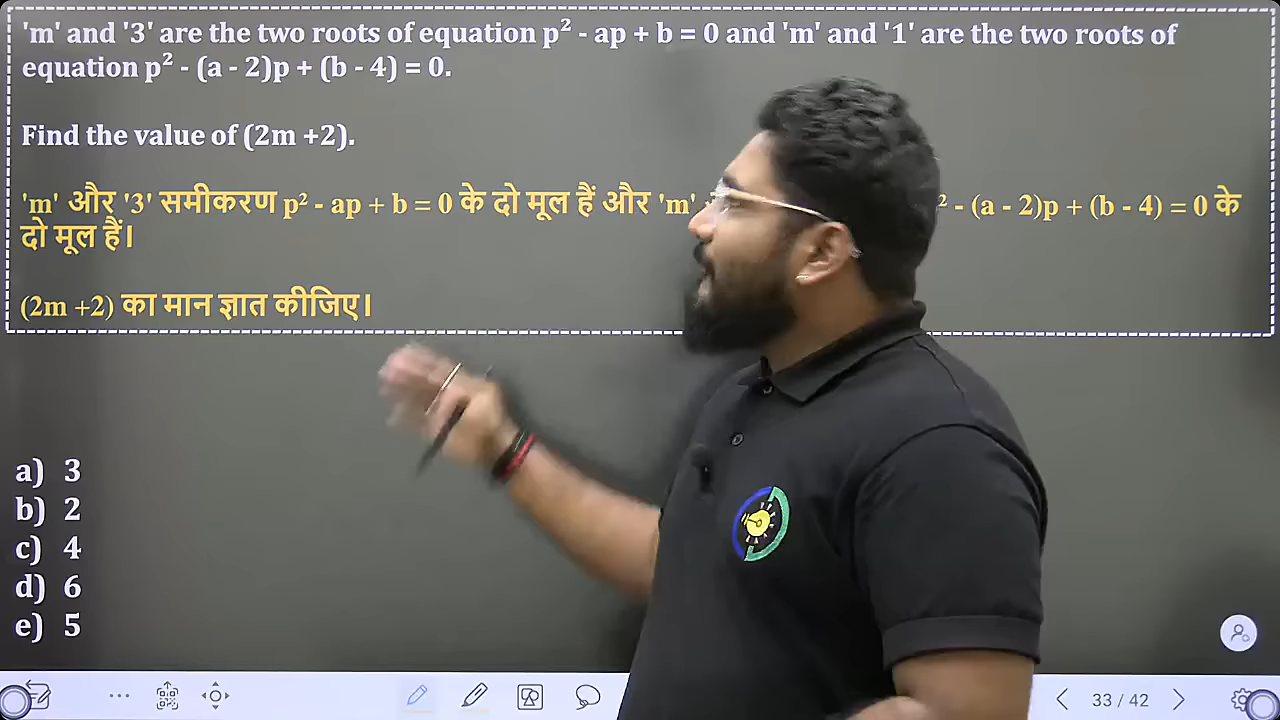 'm' and '3' are the two roots of equation p² - ap + b = 0 and 'm' and '1' are the two roots of
equation p² - (a - 2)p + (b - 4) = 0.
Find the value of (2m +2).
'm' और '3' समीकरण p² - ap + b = 0 के दो मूल हैं और 'm' ² - (a - 2)p + (b - 4) = 0 के
दो मूल हैं।
(2m +2) का मान ज्ञात कीजिए।
a) 3
b) 2
c) 4
d) 6
e) 5
33 / 42